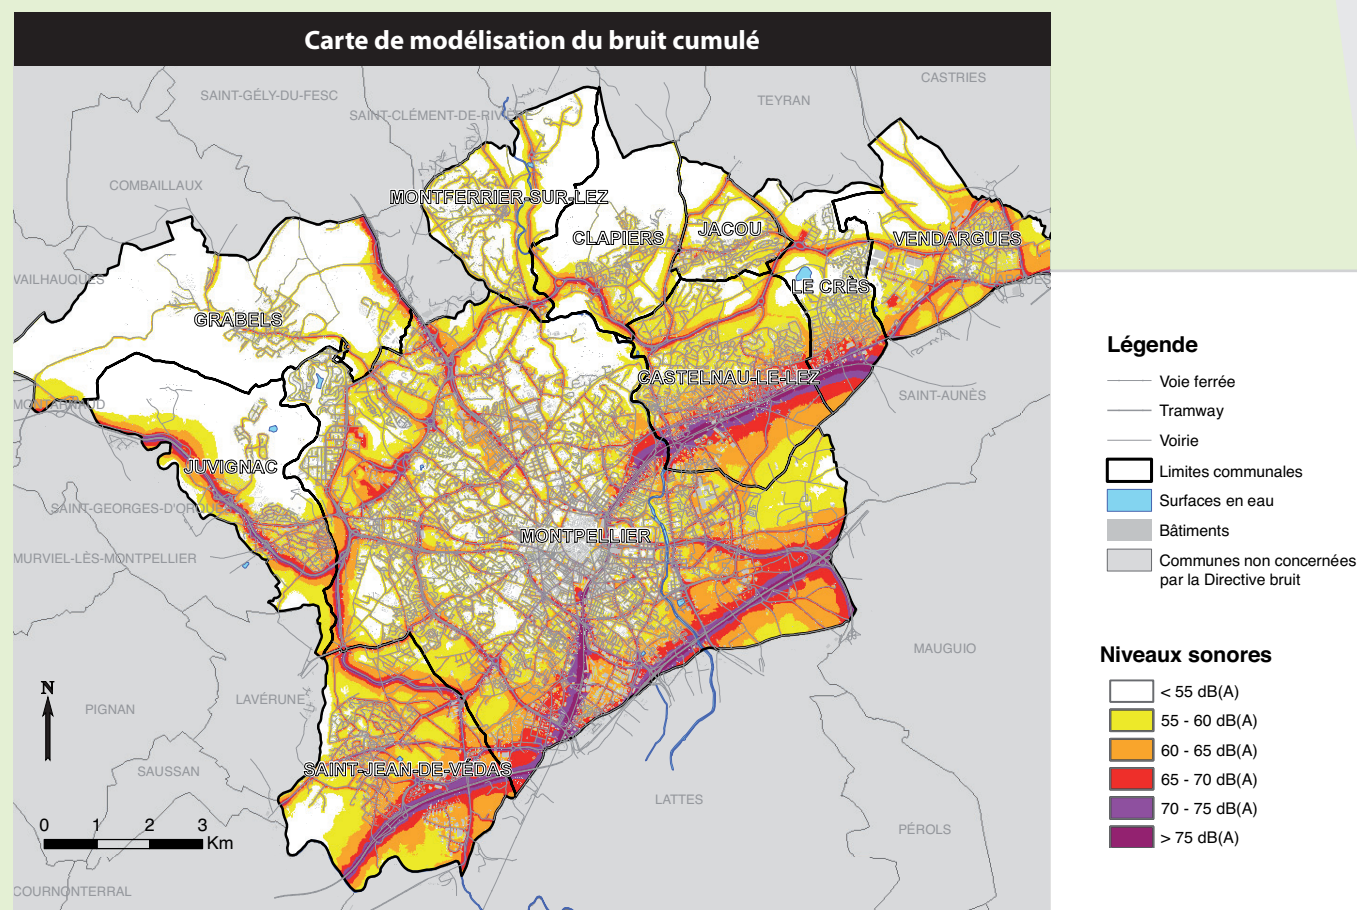 Carte de modélisation du bruit cumulé
CASTRIES
SAINT-GÉLY-DU-FESC
TEYRAN
SAINT-CLÉMENT-DE-RIVIÈRE
COMBAILLAUX
MONTFERRIER-SUR-LEZ
JACOU
CLAPIERS
VENDARGUES
VAILHAUQUÈS
LE CRÈS
GRABELS
CASTELNAU-LE-LEZ
SAINT-AUNÈS
MONTARNAUD
JUVIGNAC
SAINT-GEORGES-D'ORQUES
MONTPELLIER
MURVIEL-LÈS-MONTPELLIER
MAUGUIO
N
LAVÉRUNE
PIGNAN
SAUSSAN
SAINT-JEAN-DE-VÉDAS
LATTES
0 1 2 3
Km
PÉROLS
COURNONTERRAL
Légende
Voie ferrée
Tramway
Voirie
Limites communales
Surfaces en eau
Bâtiments
Communes non concernées
par la Directive bruit
Niveaux sonores
< 55 dB(A)
55 - 60 dB(A)
60 - 65 dB(A)
65 - 70 dB(A)
70 - 75 dB(A)
> 75 dB(A)